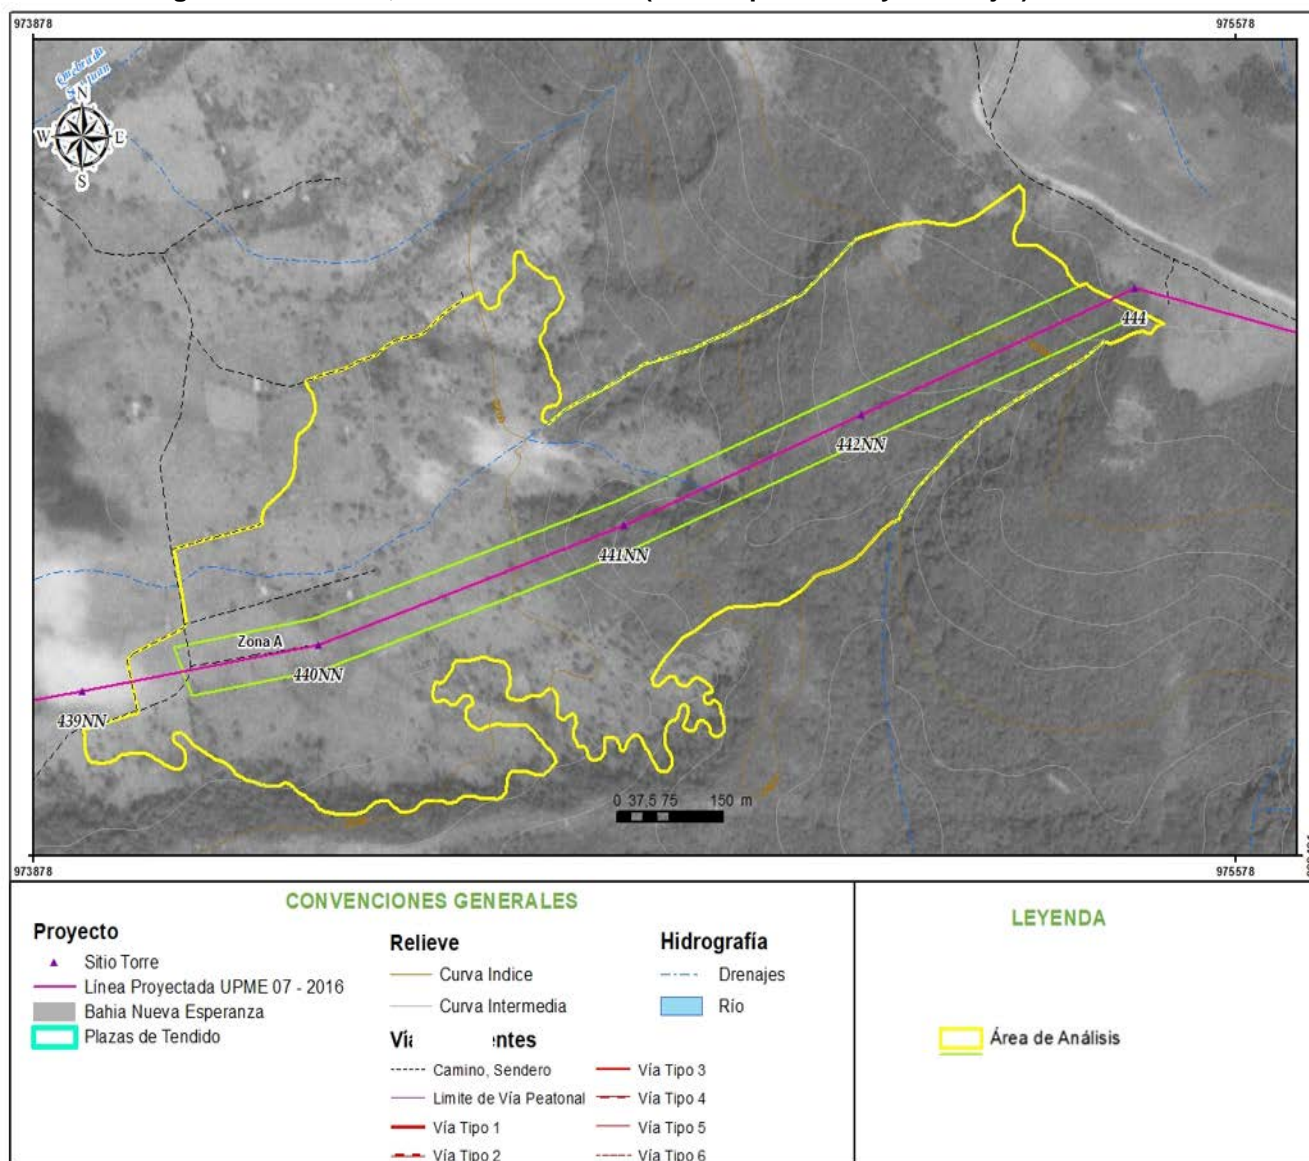 973878
975578
Quebrada
N
W E
S
444
442NN
441NN
Zona A
440NN
439NN
0 37,5 75 150 m
973878
975578
CONVENCIONES GENERALES
Proyecto
Sitio Torre
Línea Proyectada UPME 07 - 2016
Bahia Nueva Esperanza
Plazas de Tendido
Relieve
Curva Indice
Curva Intermedia
Hidrografía
Drenajes
Río
Vía entes
Camino, Sendero
Limite de Vía Peatonal
Vía Tipo 1
Vía Tipo 2
Vía Tipo 3
Vía Tipo 4
Vía Tipo 5
Vía Tipo 6
LEYENDA
Área de Análisis